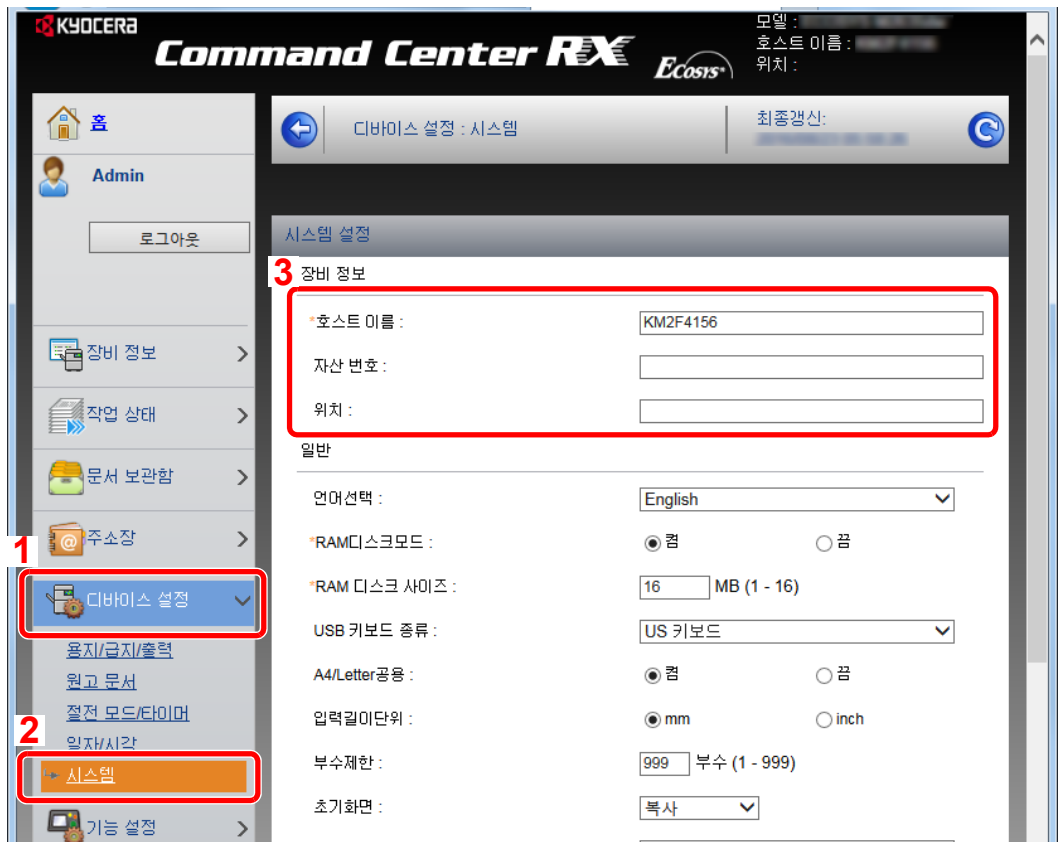 KYOCERA
Command Center RX
Ecosys
모델 :
호스트 이름 :
위치 :
홈
Admin
로그아웃
장비 정보
작업 상태
문서 보관함
주소장
1
디바이스 설정
용지/급지/출력
원고 문서
절전 모드/타이머
2
일자/시각
시스템
기능 설정
디바이스 설정 : 시스템
최종갱신:
시스템 설정
3
장비 정보
*호스트 이름 : KM2F4156
자산 번호 :
위치 :
일반
언어선택 : English
*RAM디스크모드 : 켬 끔
*RAM 디스크 사이즈 : 16 MB (1 - 16)
USB 키보드 종류 : US 키보드
A4/Letter공용 : 켬 끔
입력길이단위 : mm inch
부수제한 : 999 부수 (1 - 999)
초기화면 : 복사